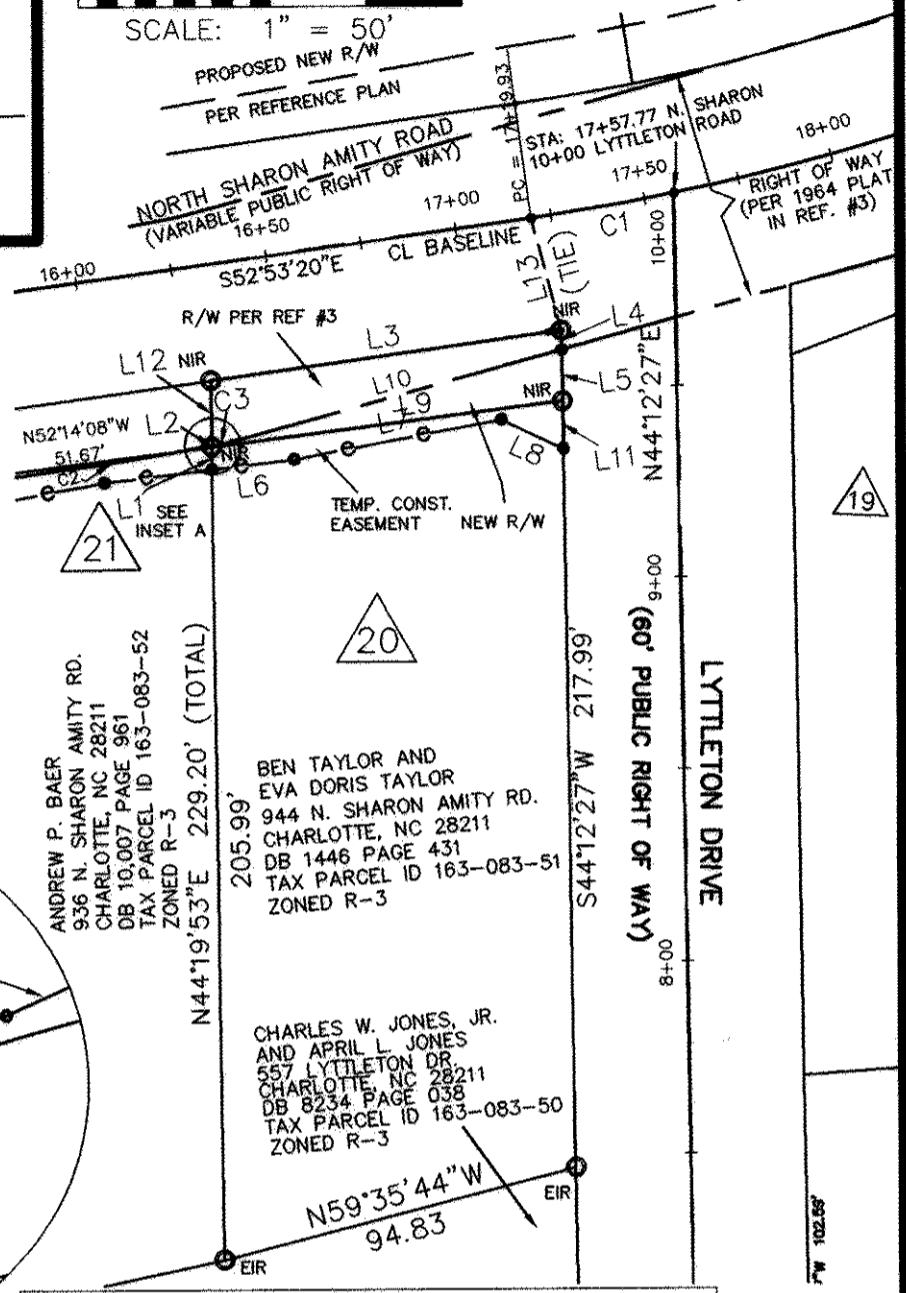 SCALE: 1" = 50'
PROPOSED NEW R/W
PER REFERENCE PLAN
NORTH SHARON AMITY ROAD
(VARIABLE PUBLIC RIGHT OF WAY)
PC = 17+19.93
STA: 17+57.77 N. SHARON
10+00 LYTTLETON ROAD
16+00
16+50
17+00
17+50
18+00
RIGHT OF WAY
(PER 1964 PLAT
IN REF. #3)
S52°53'20"E
CL BASELINE
C1
10+00
L13
(TIE)
R/W PER REF #3
NIR
L3
L4
L12 NIR
L10
L5
C3
NIR
L9
L7
N52°14'08"W
51.67'
L2
NIR
C2
L1
L6
L8
L11
SEE
INSET A
TEMP. CONST.
EASEMENT
NEW R/W
N44°12'27"E
21
19
20
9+00
(60' PUBLIC RIGHT OF WAY)
LYTTLETON DRIVE
S44°12'27"W 217.99'
8+00
N44°19'53"E 229.20' (TOTAL)
205.99'
ANDREW P. BAER
936 N. SHARON AMITY RD.
CHARLOTTE, NC 28211
DB 10,007 PAGE 961
TAX PARCEL ID 163-083-52
ZONED R-3
BEN TAYLOR AND
EVA DORIS TAYLOR
944 N. SHARON AMITY RD.
CHARLOTTE, NC 28211
DB 1446 PAGE 431
TAX PARCEL ID 163-083-51
ZONED R-3
CHARLES W. JONES, JR.
AND APRIL L. JONES
557 LYTTLETON DR.
CHARLOTTE, NC 28211
DB 8234 PAGE 038
TAX PARCEL ID 163-083-50
ZONED R-3
N59°35'44"W
94.83
EIR
EIR
"W 102.59'